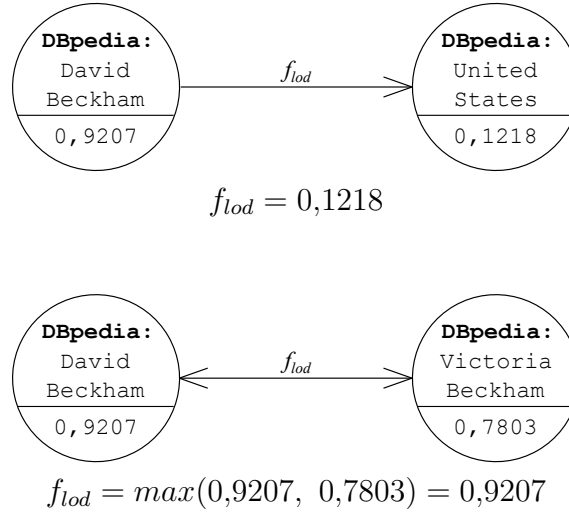 DBpedia:
David
Beckham
0,9207
f_lod
DBpedia:
United
States
0,1218
f_lod = 0,1218
DBpedia:
David
Beckham
0,9207
f_lod
DBpedia:
Victoria
Beckham
0,7803
f_lod = max(0,9207, 0,7803) = 0,9207